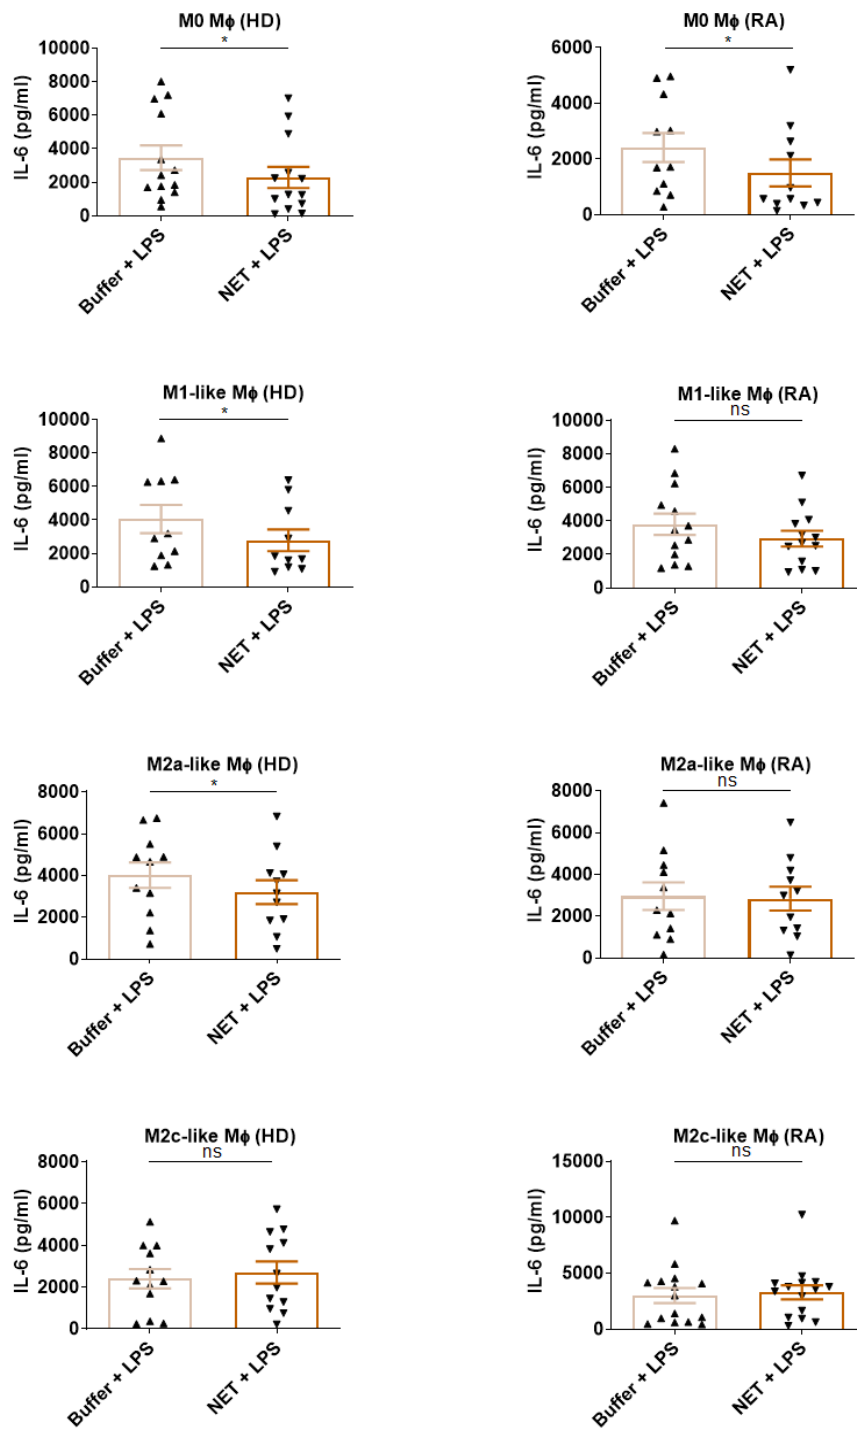 M0 Mϕ (HD)
*
IL-6 (pg/ml)
10000
8000
6000
4000
2000
0
Buffer + LPS
NET + LPS
M0 Mϕ (RA)
*
IL-6 (pg/ml)
6000
4000
2000
0
Buffer + LPS
NET + LPS
M1-like Mϕ (HD)
*
IL-6 (pg/ml)
10000
8000
6000
4000
2000
0
Buffer + LPS
NET + LPS
M1-like Mϕ (RA)
ns
IL-6 (pg/ml)
10000
8000
6000
4000
2000
0
Buffer + LPS
NET + LPS
M2a-like Mϕ (HD)
*
IL-6 (pg/ml)
8000
6000
4000
2000
0
Buffer + LPS
NET + LPS
M2a-like Mϕ (RA)
ns
IL-6 (pg/ml)
8000
6000
4000
2000
0
Buffer + LPS
NET + LPS
M2c-like Mϕ (HD)
ns
IL-6 (pg/ml)
8000
6000
4000
2000
0
Buffer + LPS
NET + LPS
M2c-like Mϕ (RA)
ns
IL-6 (pg/ml)
15000
10000
5000
0
Buffer + LPS
NET + LPS